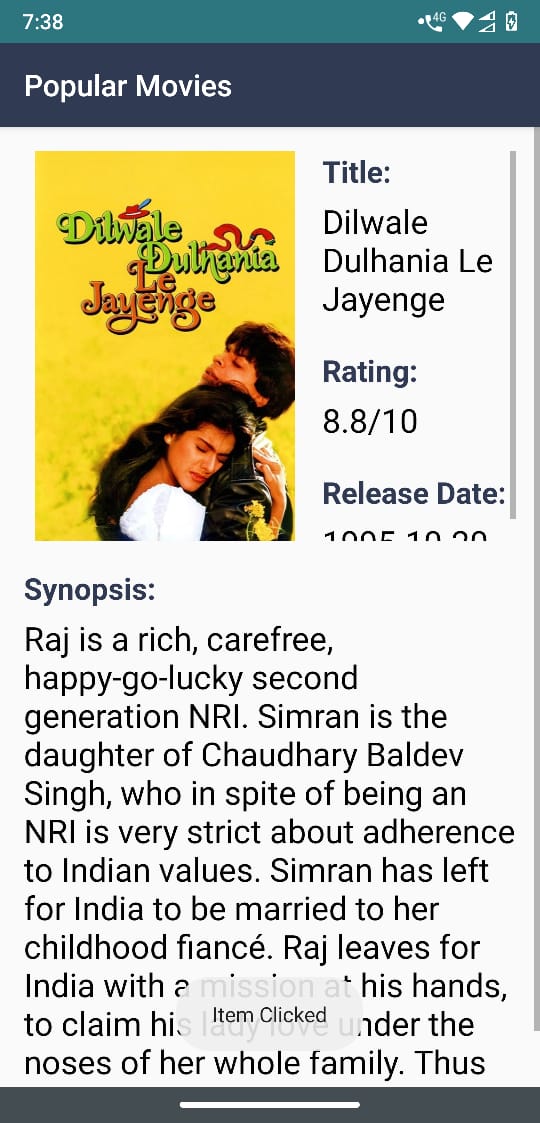 7:38
4G
Popular Movies
Dilwale
Dulhania
Le
Jayenge
Title:
Dilwale
Dulhania Le
Jayenge
Rating:
8.8/10
Release Date:
1995-10-20
Synopsis:
Raj is a rich, carefree,
happy-go-lucky second
generation NRI. Simran is the
daughter of Chaudhary Baldev
Singh, who in spite of being an
NRI is very strict about adherence
to Indian values. Simran has left
for India to be married to her
childhood fiancé. Raj leaves for
India with a mission at his hands,
to claim his lady love under the
Item Clicked
noses of her whole family. Thus